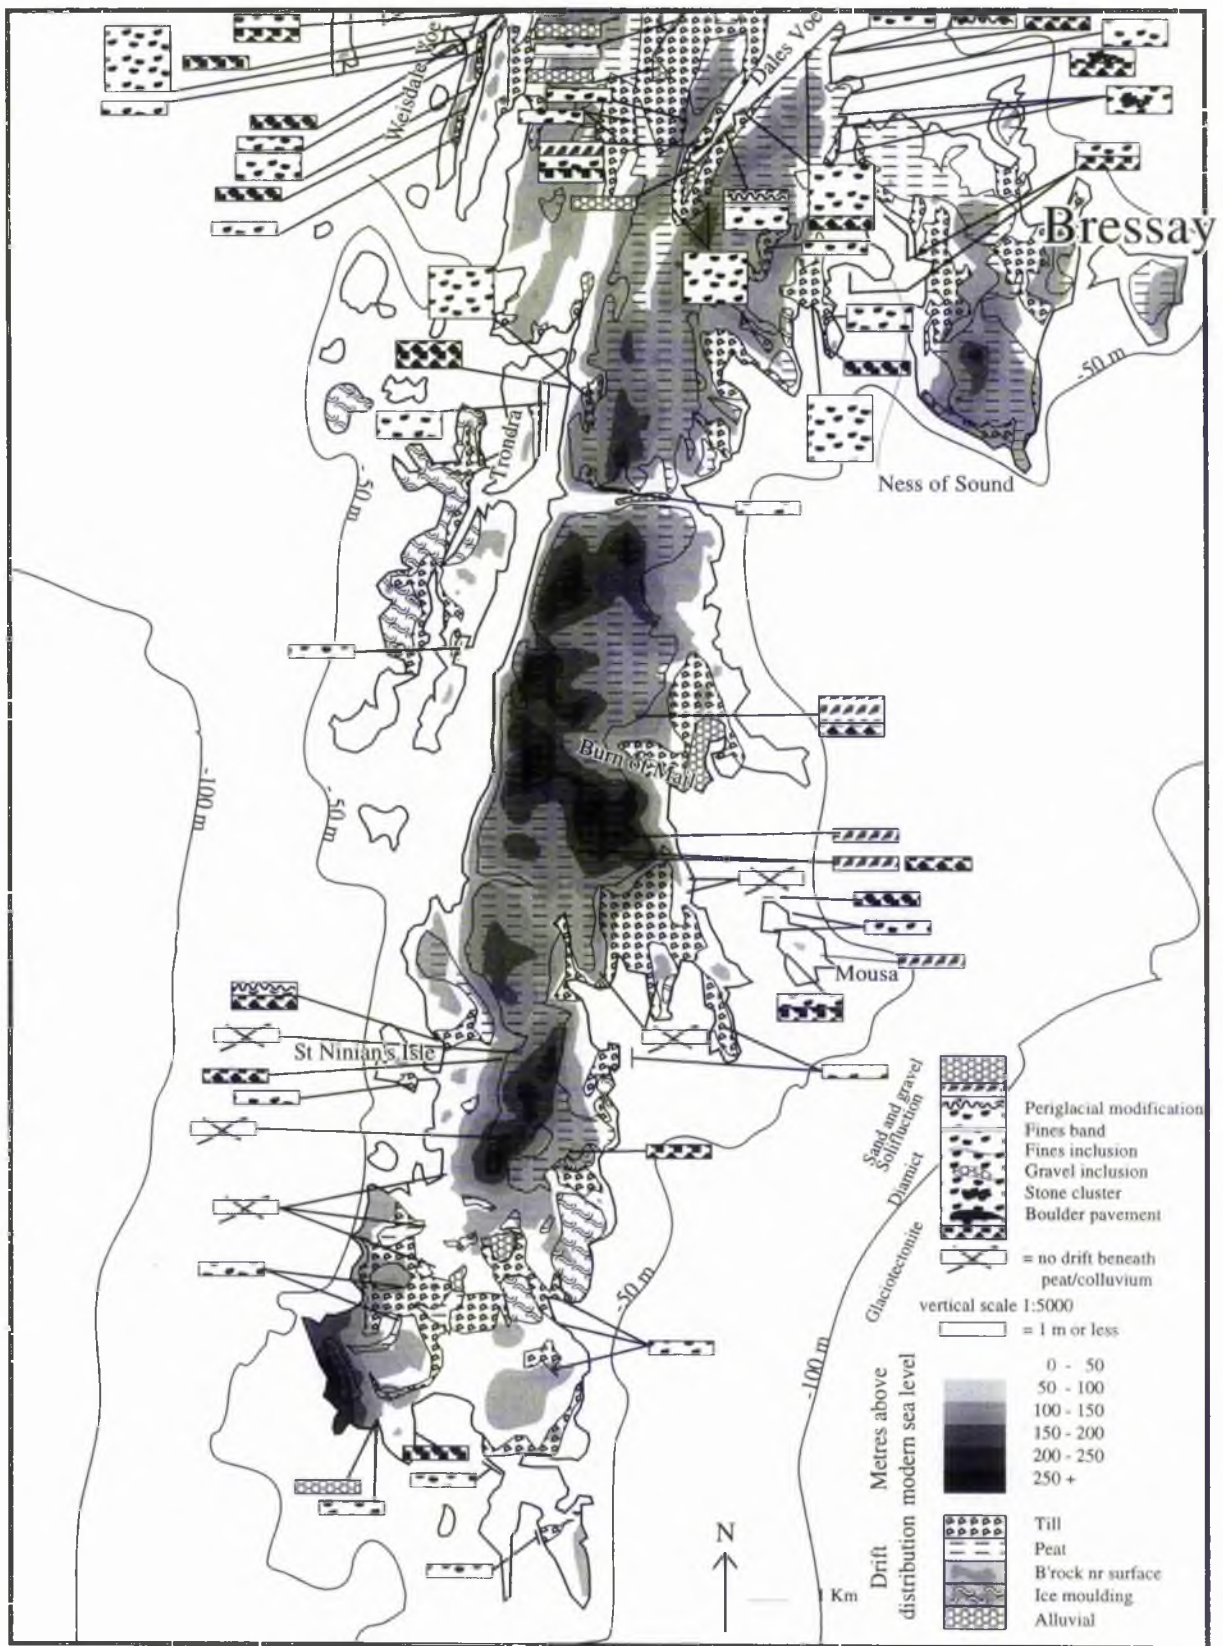 Weisdale Voe
Dales Voe
Bressay
-50 m
Trondra
-50 m
Ness of Sound
Burn of Mail
-100 m
-50 m
Mousa
St Ninian's Isle
-50 m
-100 m
Sand and gravel
Solifluction
Diamict
Glaciotectonite
Periglacial modification
Fines band
Fines inclusion
Gravel inclusion
Stone cluster
Boulder pavement
= no drift beneath
peat/colluvium
vertical scale 1:5000
= 1 m or less
Metres above
modern sea level
0 - 50
50 - 100
100 - 150
150 - 200
200 - 250
250 +
Drift
distribution
Till
Peat
B'rock nr surface
Ice moulding
Alluvial
N
1 Km